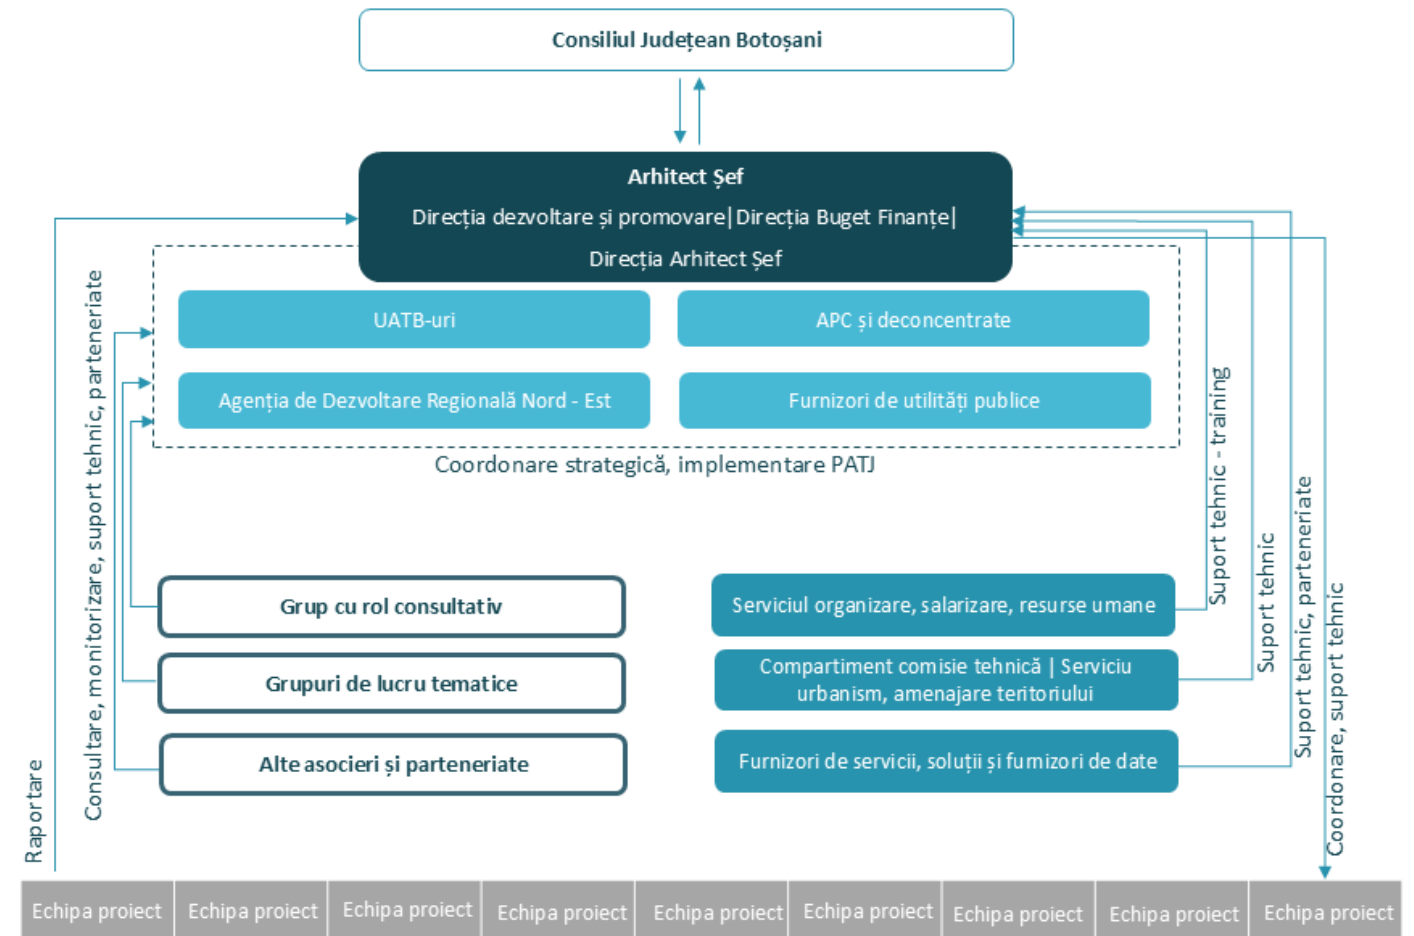 Consiliul Județean Botoșani
Arhitect Șef
Direcția dezvoltare și promovare|Direcția Buget Finanțe|
Direcția Arhitect Șef
UATB-uri
APC și deconcentrate
Agenția de Dezvoltare Regională Nord - Est
Furnizori de utilități publice
Coordonare strategică, implementare PATJ
Consultare, monitorizare, suport tehnic, parteneriate
Raportare
Grup cu rol consultativ
Grupuri de lucru tematice
Alte asocieri și parteneriate
Serviciul organizare, salarizare, resurse umane
Compartiment comisie tehnică | Serviciu
urbanism, amenajare teritoriului
Furnizori de servicii, soluții și furnizori de date
Suport tehnic - training
Suport tehnic
Suport tehnic, parteneriate
Coordonare, suport tehnic
Echipa proiect
Echipa proiect
Echipa proiect
Echipa proiect
Echipa proiect
Echipa proiect
Echipa proiect
Echipa proiect
Echipa proiect